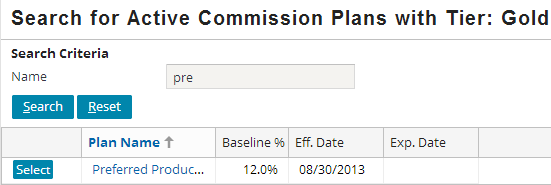 Search for Active Commission Plans with Tier: Gold
Search Criteria
Name pre
Search Reset
Plan Name ↑ Baseline % Eff. Date Exp. Date
Select Preferred Produc... 12.0% 08/30/2013